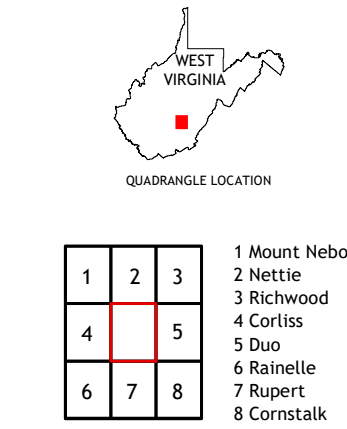 WEST
VIRGINIA
QUADRANGLE LOCATION
1 2 3
4 5
6 7 8
1 Mount Nebo
2 Nettie
3 Richwood
4 Corliss
5 Duo
6 Rainelle
7 Rupert
8 Cornstalk